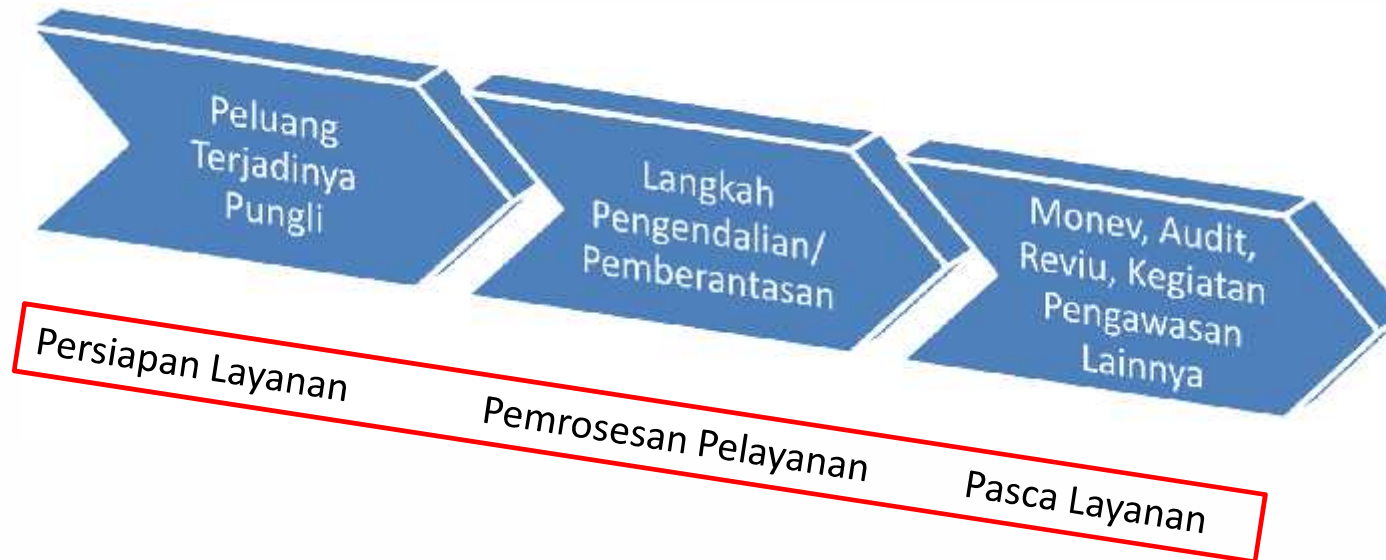 Peluang
Terjadinya
Pungli
Langkah
Pengendalian/
Pemberantasan
Monev, Audit,
Reviu, Kegiatan
Pengawasan
Lainnya
Persiapan Layanan
Pemrosesan Pelayanan
Pasca Layanan